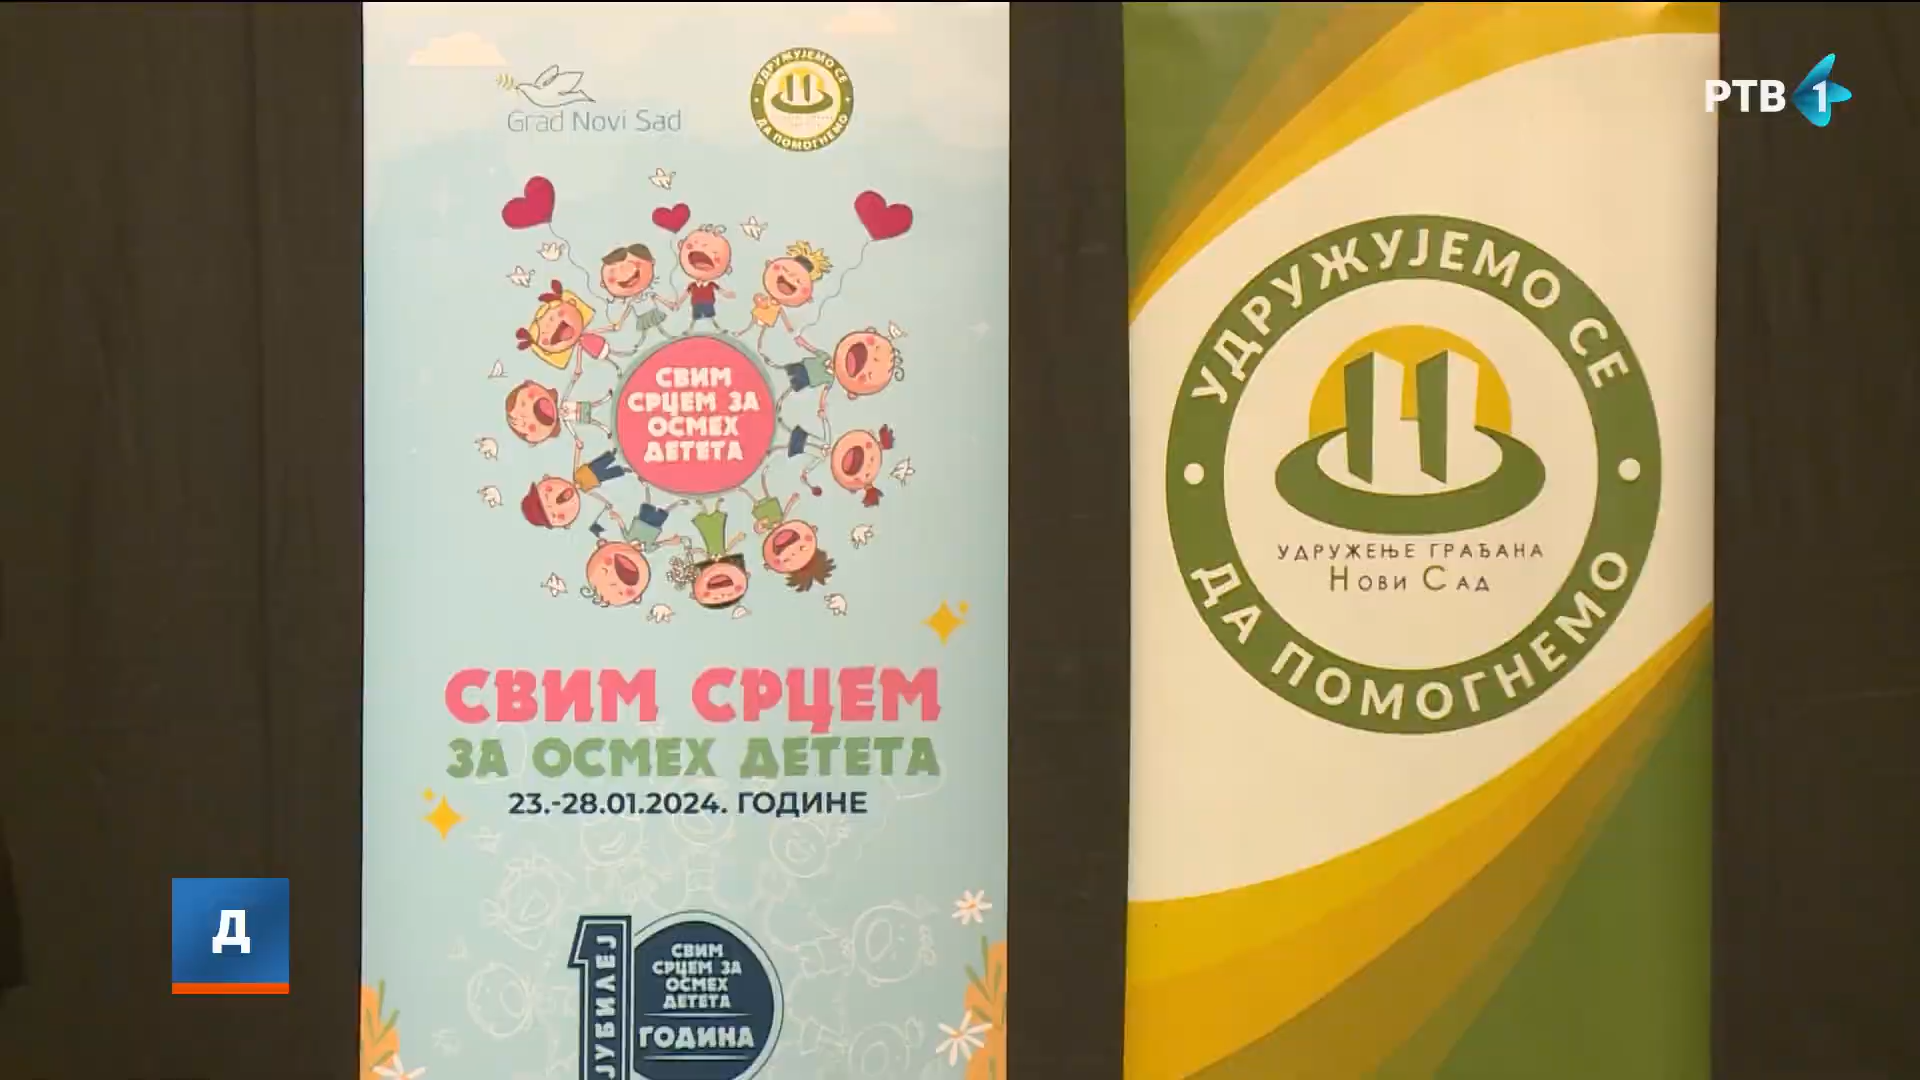 Grad Novi Sad
УДРУЖУЈЕМО СЕ
ДА ПОМОГНЕМО
СВИМ
СРЦЕМ ЗА
ОСМЕХ
ДЕТЕТА
СВИМ СРЦЕМ
ЗА ОСМЕХ ДЕТЕТА
23.-28.01.2024. ГОДИНЕ
10
ЈУБИЛЕЈ
СВИМ
СРЦЕМ ЗА
ОСМЕХ
ДЕТЕТА
ГОДИНА
УДРУЖУЈЕМО СЕ
УДРУЖЕЊЕ ГРАЂАНА
НОВИ САД
ДА ПОМОГНЕМО
РТВ 1
Д